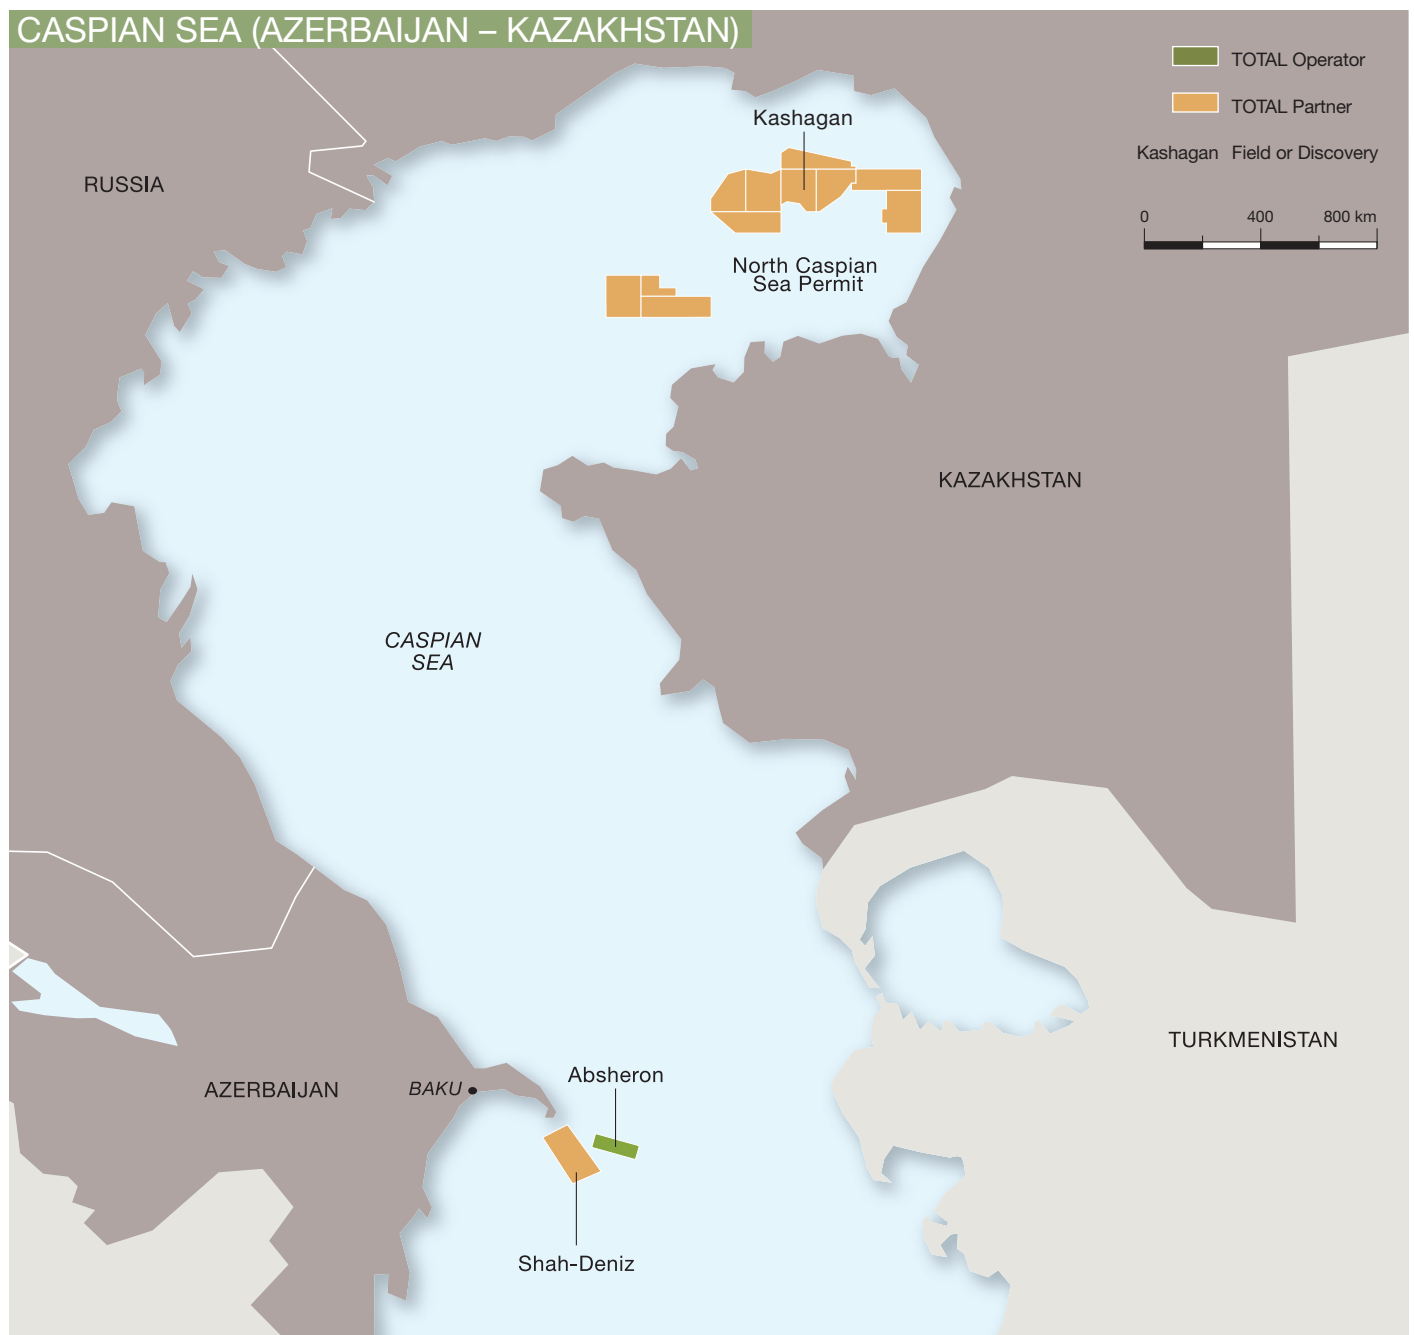 CASPIAN SEA (AZERBAIJAN – KAZAKHSTAN)
TOTAL Operator
TOTAL Partner
Kashagan Field or Discovery
0 400 800 km
Kashagan
RUSSIA
North Caspian
Sea Permit
KAZAKHSTAN
CASPIAN
SEA
TURKMENISTAN
Absheron
AZERBAIJAN
BAKU
Shah-Deniz